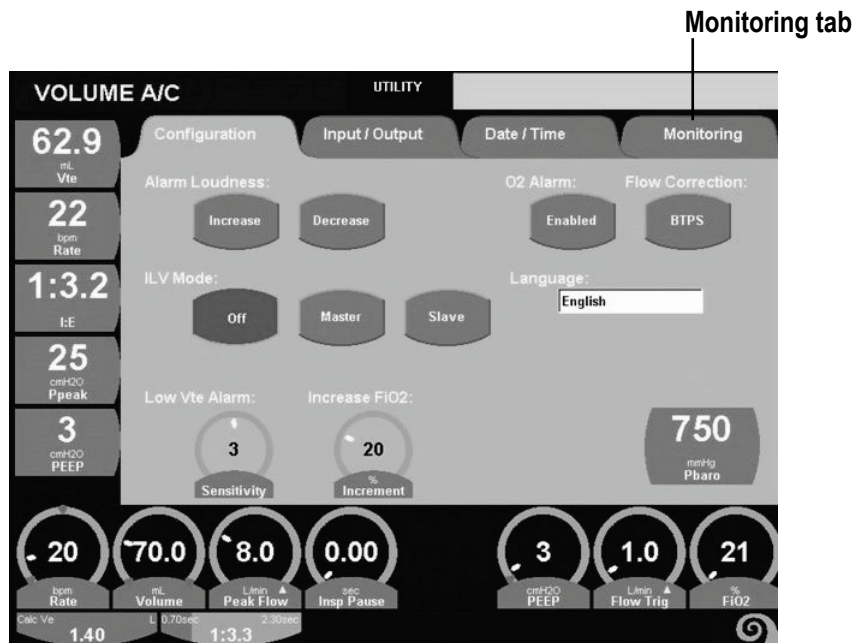 Monitoring tab
VOLUME A/C
UTILITY
Configuration
Input / Output
Date / Time
Monitoring
62.9
mL
Vte
22
bpm
Rate
1:3.2
I:E
25
cmH2O
Ppeak
3
cmH2O
PEEP
Alarm Loudness:
Increase
Decrease
O2 Alarm:
Enabled
Flow Correction:
BTPS
ILV Mode:
Off
Master
Slave
Language:
English
Low Vte Alarm:
3
Sensitivity
Increase FiO2:
20
%
Increment
750
mmHg
Pbaro
20
bpm
Rate
70.0
mL
Volume
8.0
L/min
Peak Flow
0.00
sec
Insp Pause
3
cmH2O
PEEP
1.0
L/min
Flow Trig
21
%
FiO2
Calc Ve
1.40
L
0.70sec
2.30sec
1:3.3